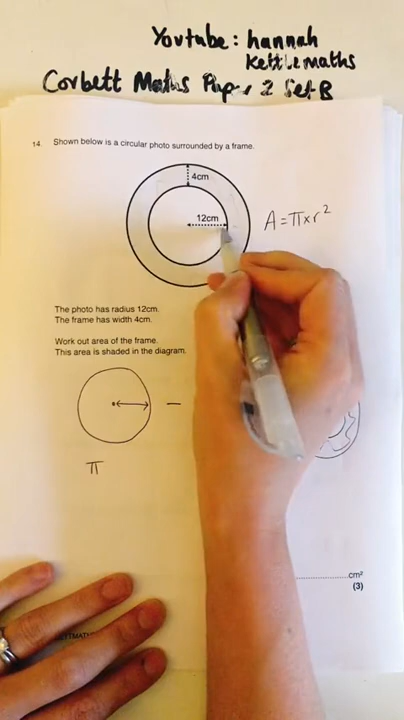 Youtube: hannah
kettlemaths
Corbett Maths Paper 2 Set B
14. Shown below is a circular photo surrounded by a frame.
4cm
12cm
A=π×r²
The photo has radius 12cm.
The frame has width 4cm.
Work out area of the frame.
This area is shaded in the diagram.
−
π
cm²
(3)